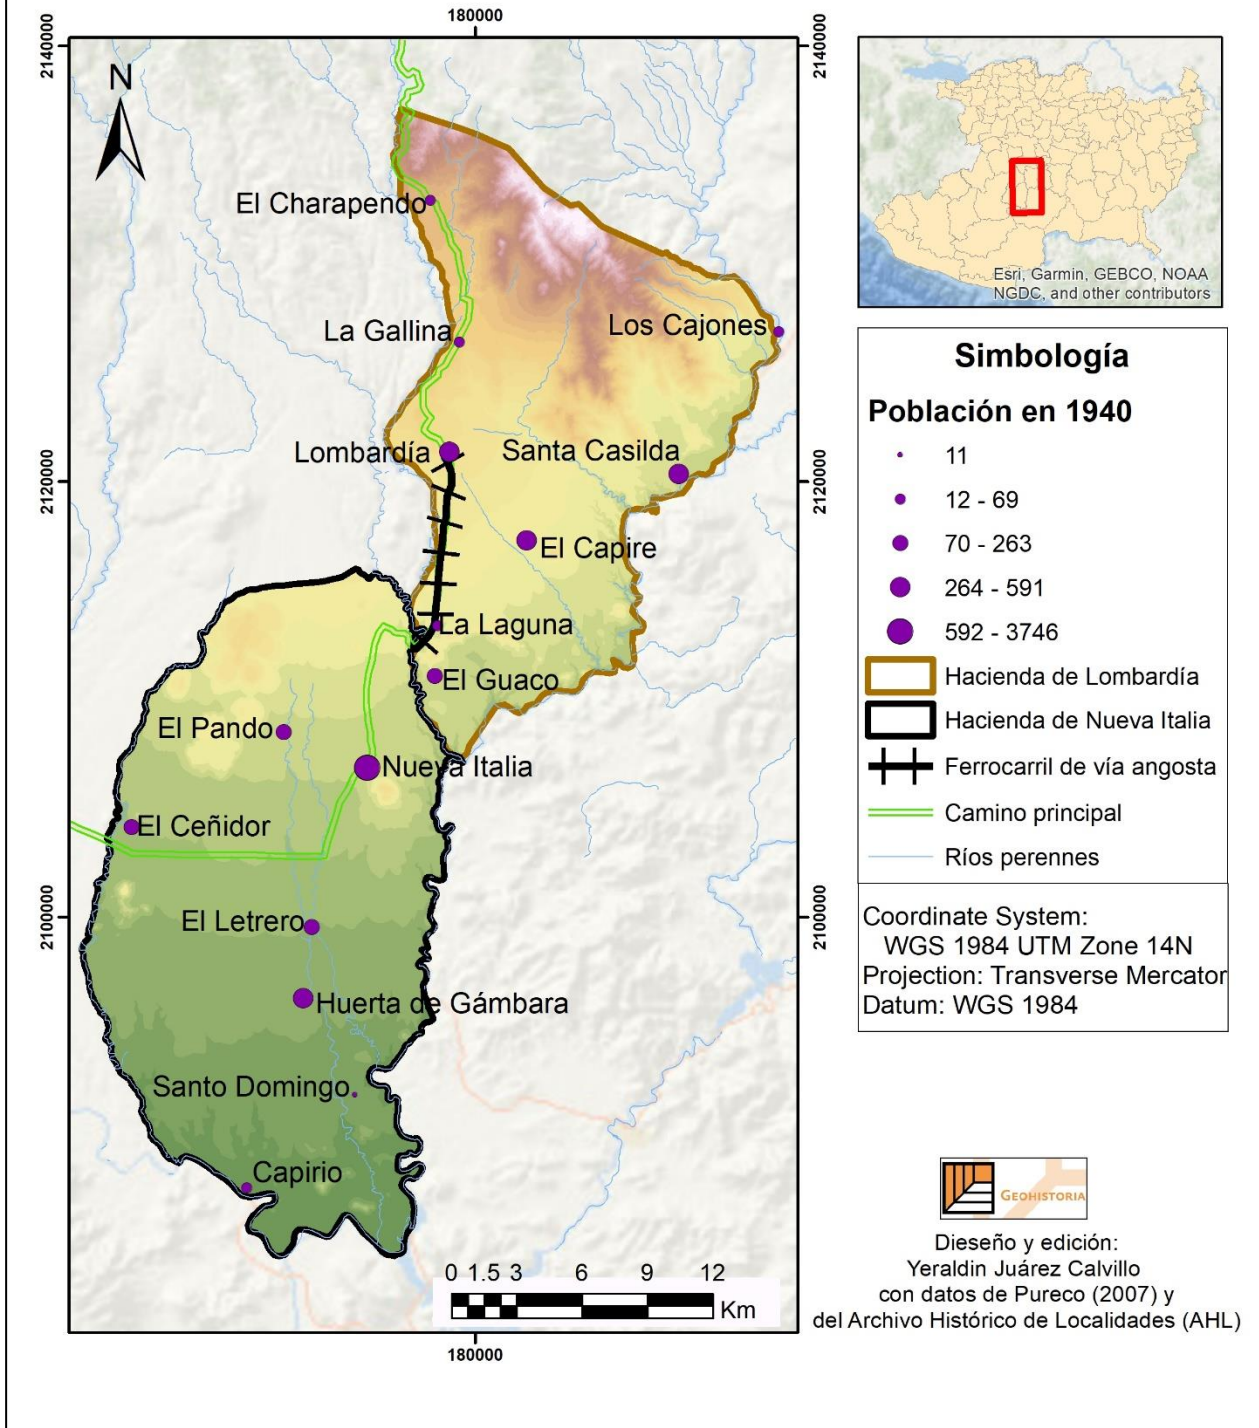 180000
2140000
2140000
N
El Charapendo
La Gallina
Los Cajones
Lombardía
Santa Casilda
2120000
2120000
El Capire
La Laguna
El Guaco
El Pando
Nueva Italia
El Ceñidor
2100000
2100000
El Letrero
Huerta de Gámbara
Santo Domingo
Capirio
0 1.5 3 6 9 12
Km
180000
Esri, Garmin, GEBCO, NOAA
NGDC, and other contributors
Simbología
Población en 1940
11
12 - 69
70 - 263
264 - 591
592 - 3746
Hacienda de Lombardía
Hacienda de Nueva Italia
Ferrocarril de vía angosta
Camino principal
Ríos perennes
Coordinate System:
WGS 1984 UTM Zone 14N
Projection: Transverse Mercator
Datum: WGS 1984
GEOHISTORIA
Dieseño y edición:
Yeraldin Juárez Calvillo
con datos de Pureco (2007) y
del Archivo Histórico de Localidades (AHL)